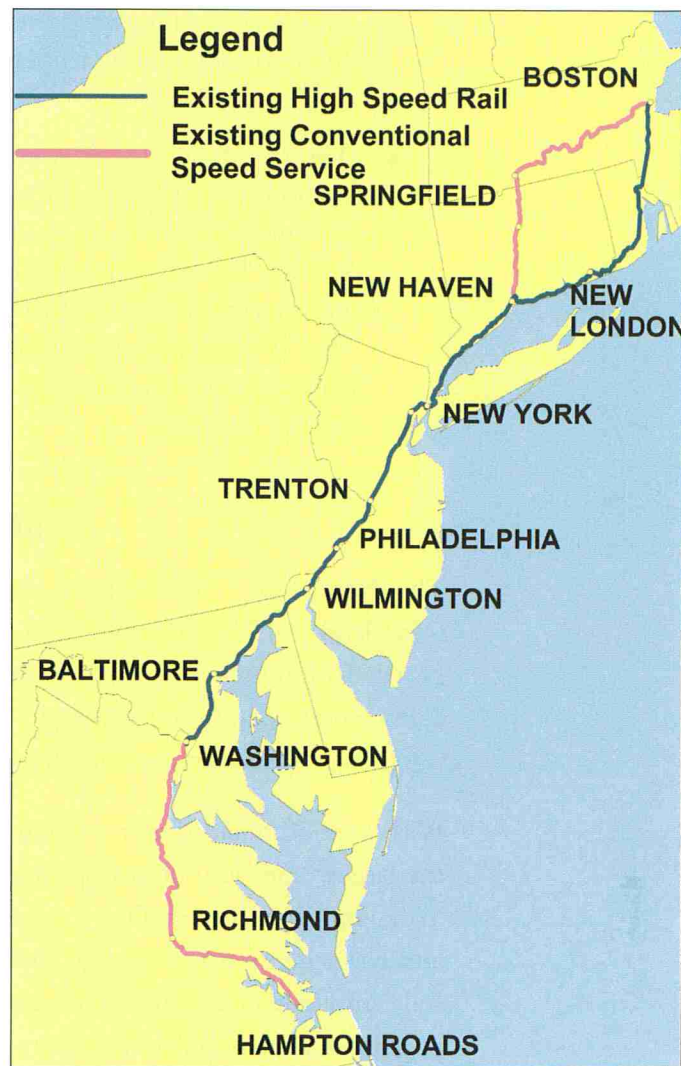 Legend
Existing High Speed Rail
Existing Conventional
Speed Service
BOSTON
SPRINGFIELD
NEW HAVEN
NEW
LONDON
NEW YORK
TRENTON
PHILADELPHIA
WILMINGTON
BALTIMORE
WASHINGTON
RICHMOND
HAMPTON ROADS